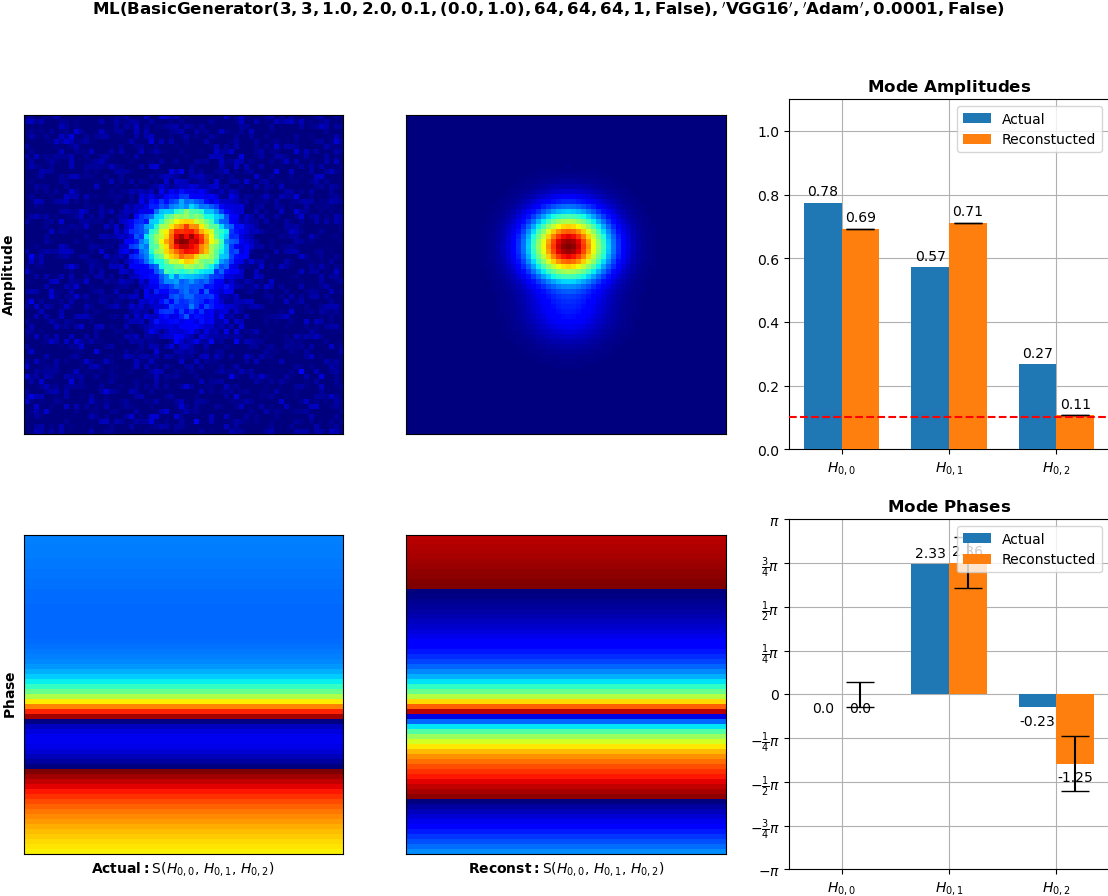 ML(BasicGenerator(3, 3, 1.0, 2.0, 0.1, (0.0, 1.0), 64, 64, 64, 1, False), ′VGG16′, ′Adam′, 0.0001, False)
Amplitude
Mode Amplitudes
Actual
Reconstucted
1.0
0.8
0.6
0.4
0.2
0.0
0.78
0.69
0.57
0.71
0.27
0.11
H0,0
H0,1
H0,2
Phase
Actual: S(H0,0, H0,1, H0,2)
Reconst: S(H0,0, H0,1, H0,2)
Mode Phases
Actual
Reconstucted
π
3/4π
1/2π
1/4π
0
−1/4π
−1/2π
−3/4π
−π
0.0
-0.0
2.33
2.36
-0.23
-1.25
H0,0
H0,1
H0,2